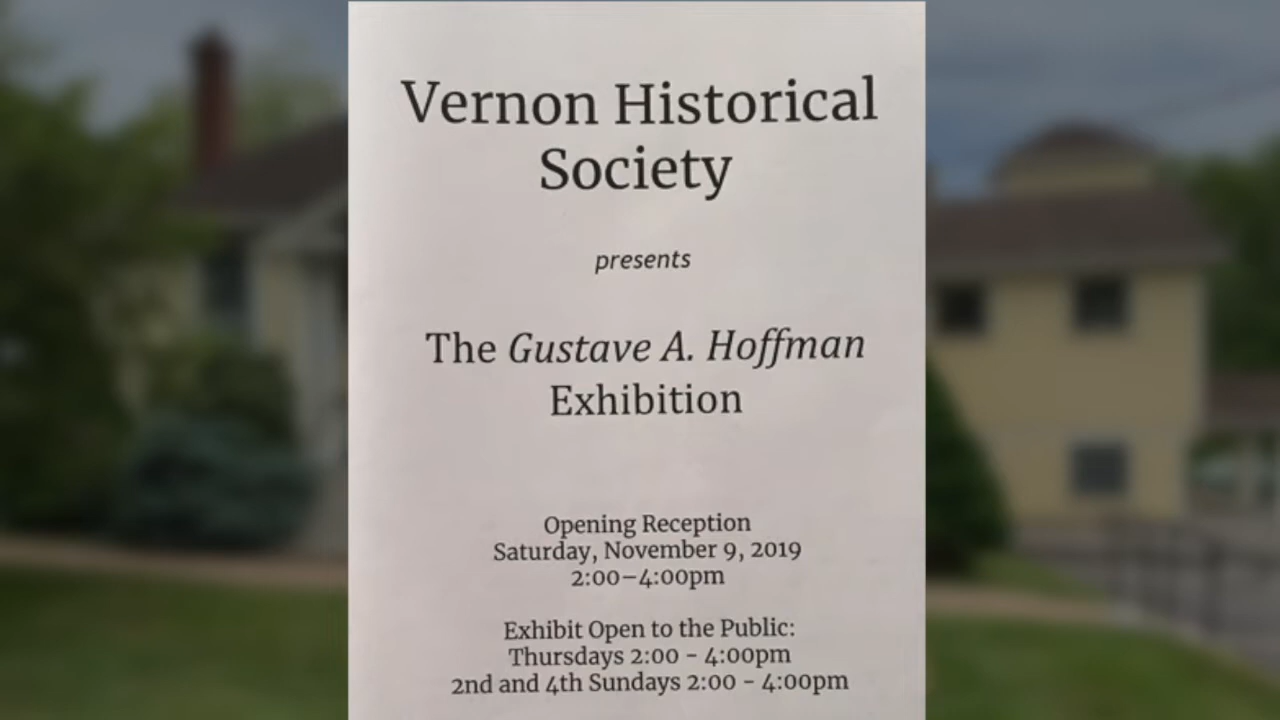 Vernon Historical
Society
presents
The Gustave A. Hoffman
Exhibition
Opening Reception
Saturday, November 9, 2019
2:00–4:00pm
Exhibit Open to the Public:
Thursdays 2:00 - 4:00pm
2nd and 4th Sundays 2:00 - 4:00pm